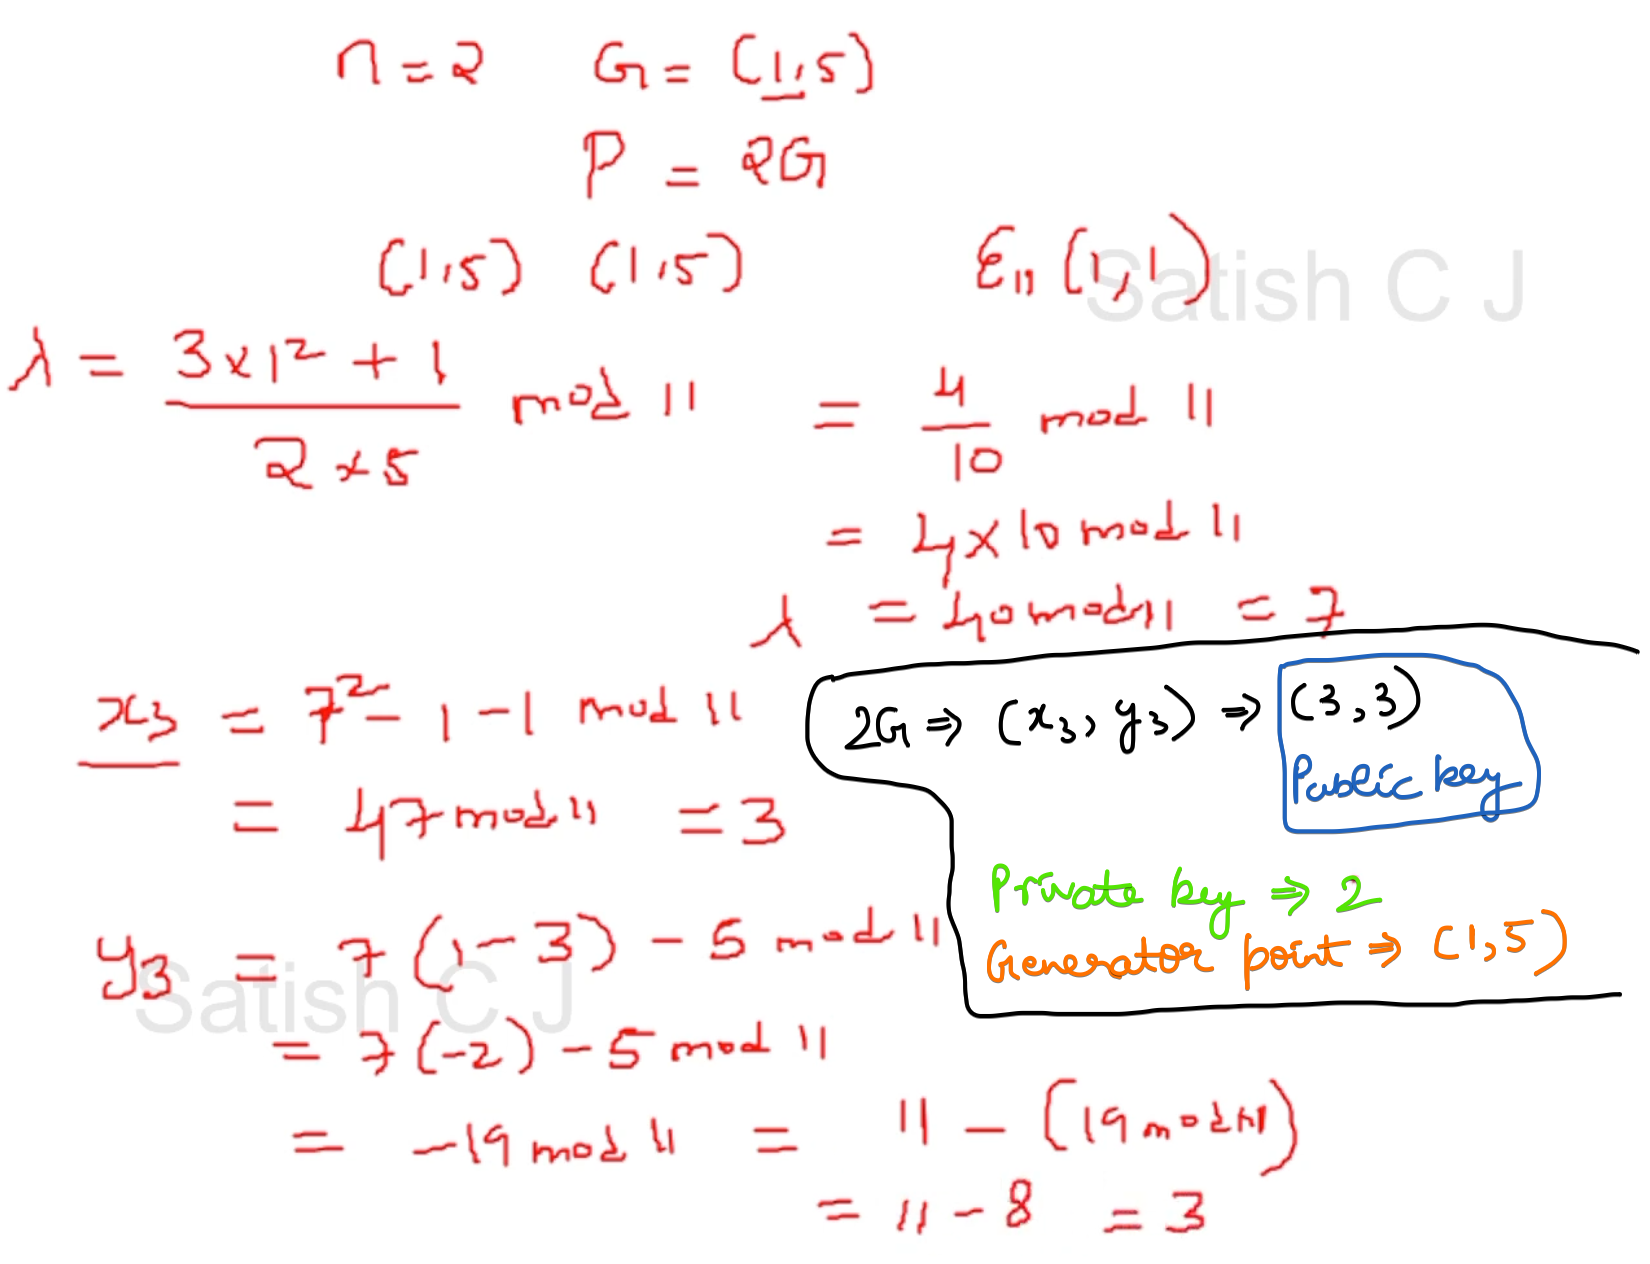 n = 2 G = (1,5)
P = 2G
(1,5) (1,5) E₁₁ (1,1)
Satish C J
λ = (3×1² + 1)/(2×5) mod 11 = 4/10 mod 11
= 4×10 mod 11
λ = 40 mod 11 = 7
x₃ = 7² - 1 - 1 mod 11
= 47 mod 11 = 3
2G ⇒ (x₃, y₃) ⇒ (3,3)
Public key
Private key ⇒ 2
Generator point ⇒ (1,5)
y₃ = 7(1-3) - 5 mod 11
Satish C J
= 7(-2) - 5 mod 11
= -19 mod 11 = 11 - (19 mod 11)
= 11 - 8 = 3